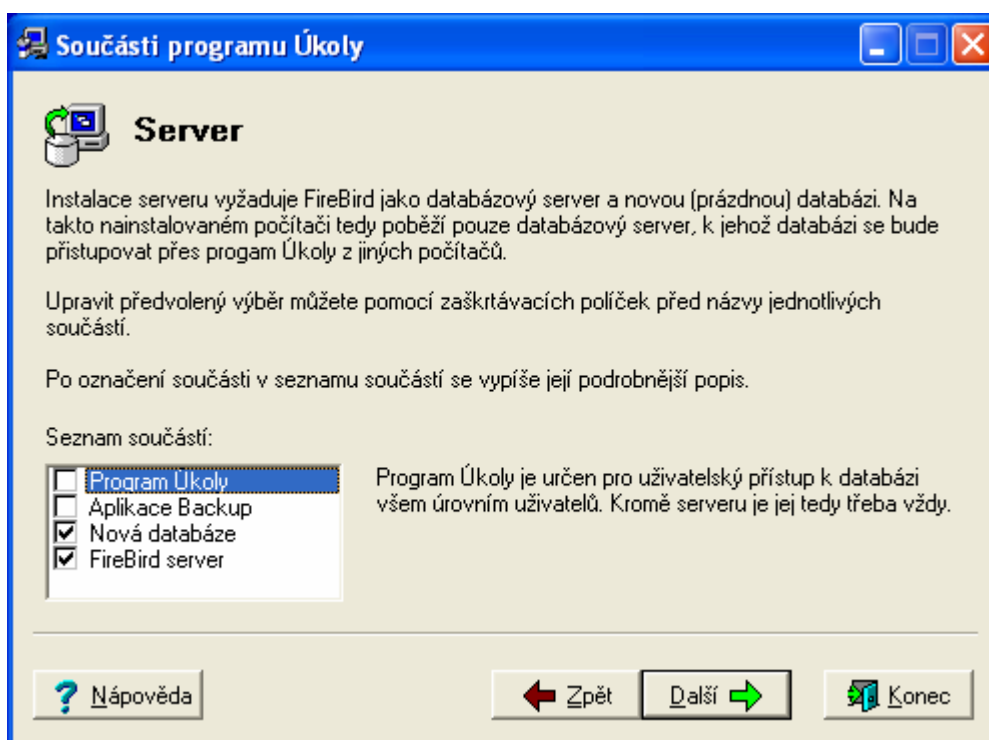 Součásti programu Úkoly
Server
Instalace serveru vyžaduje FireBird jako databázový server a novou (prázdnou) databázi. Na
takto nainstalovaném počítači tedy poběží pouze databázový server, k jehož databázi se bude
přistupovat přes progam Úkoly z jiných počítačů.
Upravit předvolený výběr můžete pomocí zaškrtávacích políček před názvy jednotlivých
součástí.
Po označení součásti v seznamu součástí se vypíše její podrobnější popis.
Seznam součástí:
Program Úkoly
Aplikace Backup
Nová databáze
FireBird server
Program Úkoly je určen pro uživatelský přístup k databázi
všem úrovním uživatelů. Kromě serveru je jej tedy třeba vždy.
Nápověda
Zpět
Další
Konec